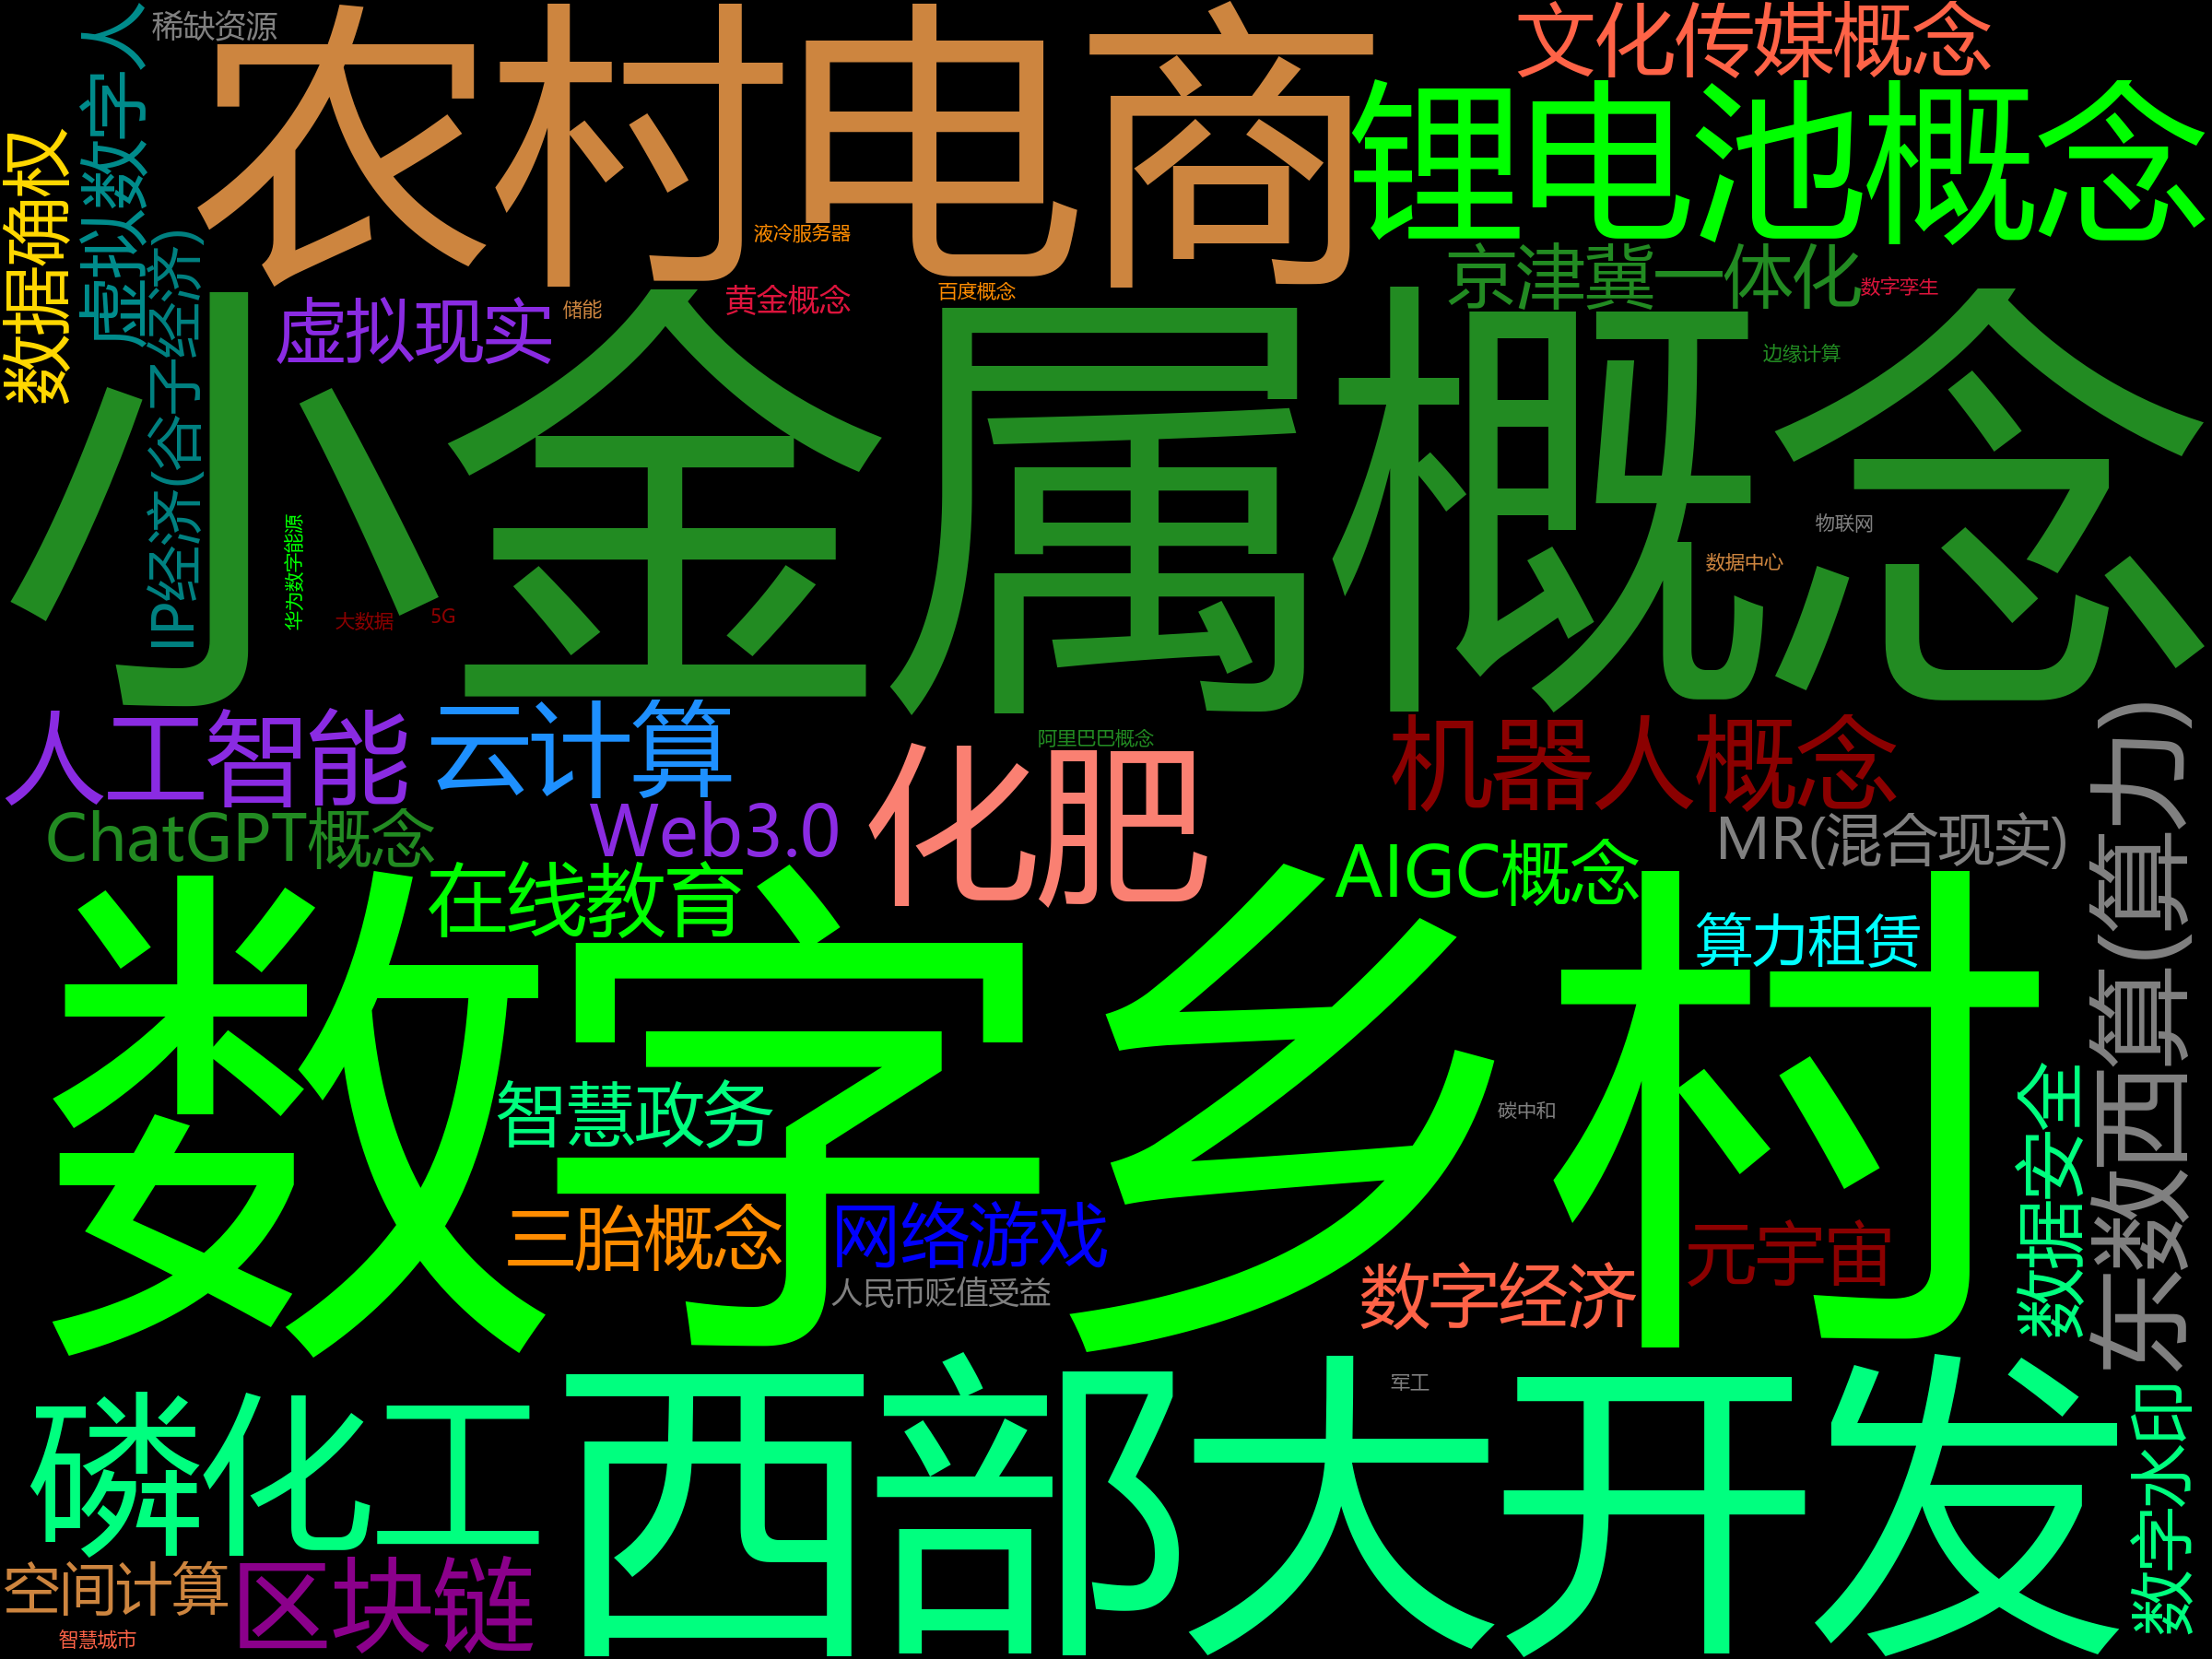 稀缺资源
农村电商
文化传媒概念
锂电池概念
虚拟数字人
数据确权
液冷服务器
IP经济(谷子经济)
京津冀一体化
数字孪生
黄金概念
百度概念
储能
虚拟现实
边缘计算
小金属概念
物联网
华为数字能源
数据中心
大数据
5G
人工智能
云计算
阿里巴巴概念
机器人概念
化肥
ChatGPT概念
Web3.0
MR(混合现实)
AIGC概念
东数西算(算力)
在线教育
算力租赁
数字乡村
智慧政务
碳中和
数据安全
三胎概念
网络游戏
元宇宙
人民币贬值受益
数字经济
磷化工
西部大开发
军工
数字水印
空间计算
区块链
智慧城市